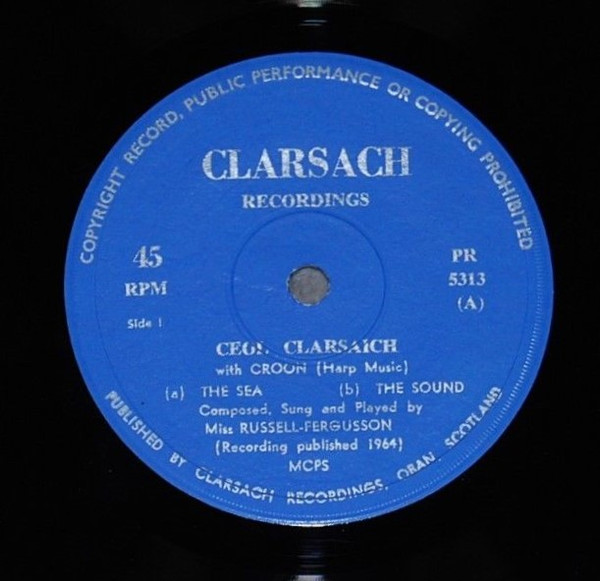 COPYRIGHT RECORD, PUBLIC PERFORMANCE OR COPYING PROHIBITED
CLARSACH
RECORDINGS
45
RPM
Side 1
PR
5313
(A)
CEOL CLARSAICH
with CROON (Harp Music)
(a) THE SEA (b) THE SOUND
Composed, Sung and Played by
Miss RUSSELL-FERGUSSON
(Recording published 1964)
MCPS
PUBLISHED BY CLARSACH RECORDINGS, OBAN, SCOTLAND